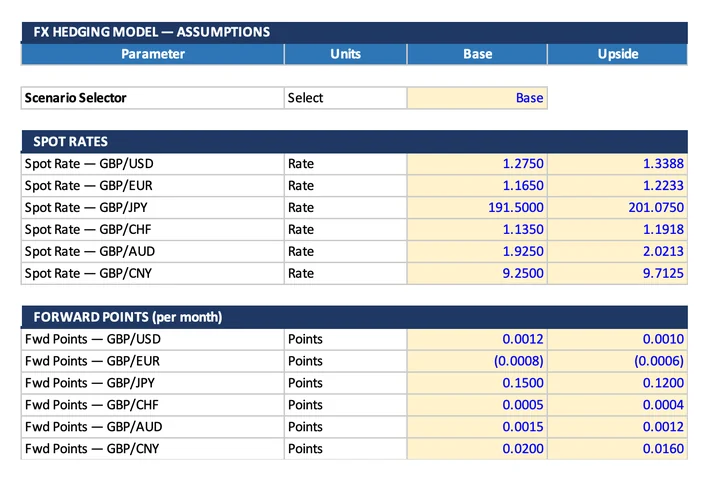 FX HEDGING MODEL — ASSUMPTIONS
Parameter Units Base Upside
Scenario Selector Select Base
SPOT RATES
Spot Rate — GBP/USD Rate 1.2750 1.3388
Spot Rate — GBP/EUR Rate 1.1650 1.2233
Spot Rate — GBP/JPY Rate 191.5000 201.0750
Spot Rate — GBP/CHF Rate 1.1350 1.1918
Spot Rate — GBP/AUD Rate 1.9250 2.0213
Spot Rate — GBP/CNY Rate 9.2500 9.7125
FORWARD POINTS (per month)
Fwd Points — GBP/USD Points 0.0012 0.0010
Fwd Points — GBP/EUR Points (0.0008) (0.0006)
Fwd Points — GBP/JPY Points 0.1500 0.1200
Fwd Points — GBP/CHF Points 0.0005 0.0004
Fwd Points — GBP/AUD Points 0.0015 0.0012
Fwd Points — GBP/CNY Points 0.0200 0.0160